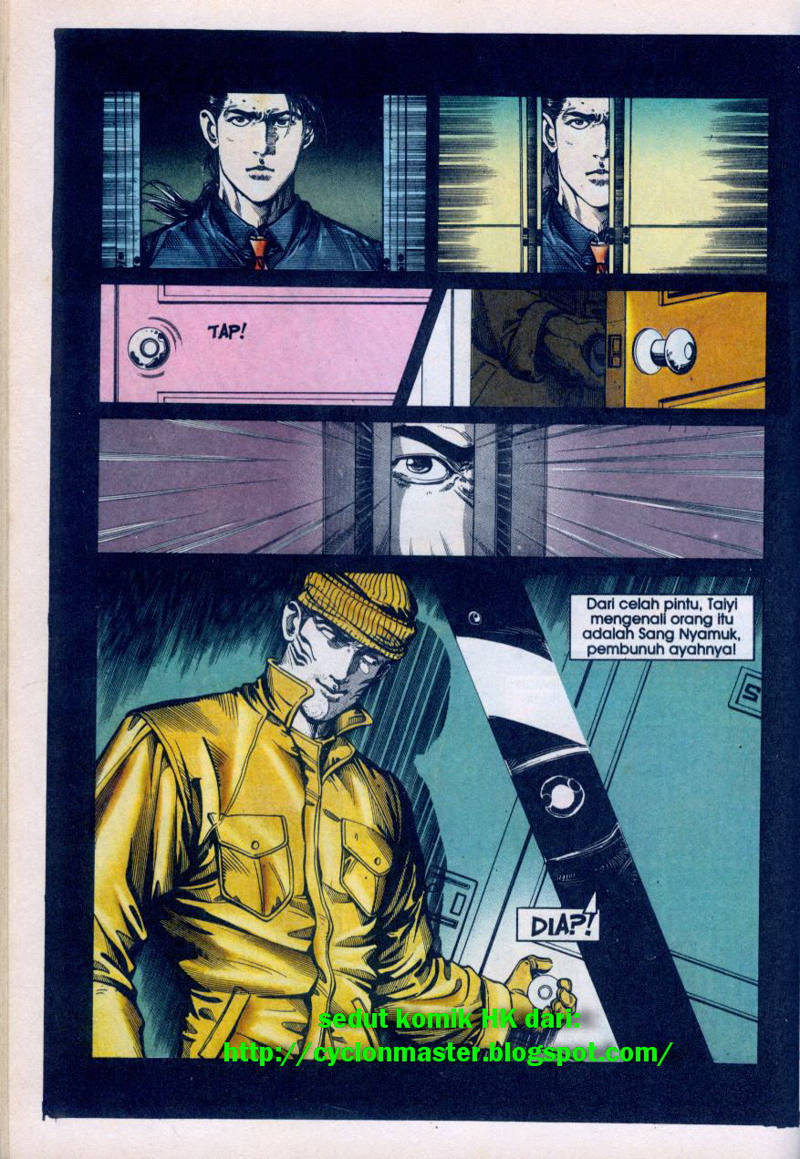 TAP!
Dari celah pintu, Taiyi
mengenali orang itu
adalah Sang Nyamuk,
pembunuh ayahnya!
2
DIAP!
sedut komik HK dari:
http://cyclonmaster.blogspot.com/